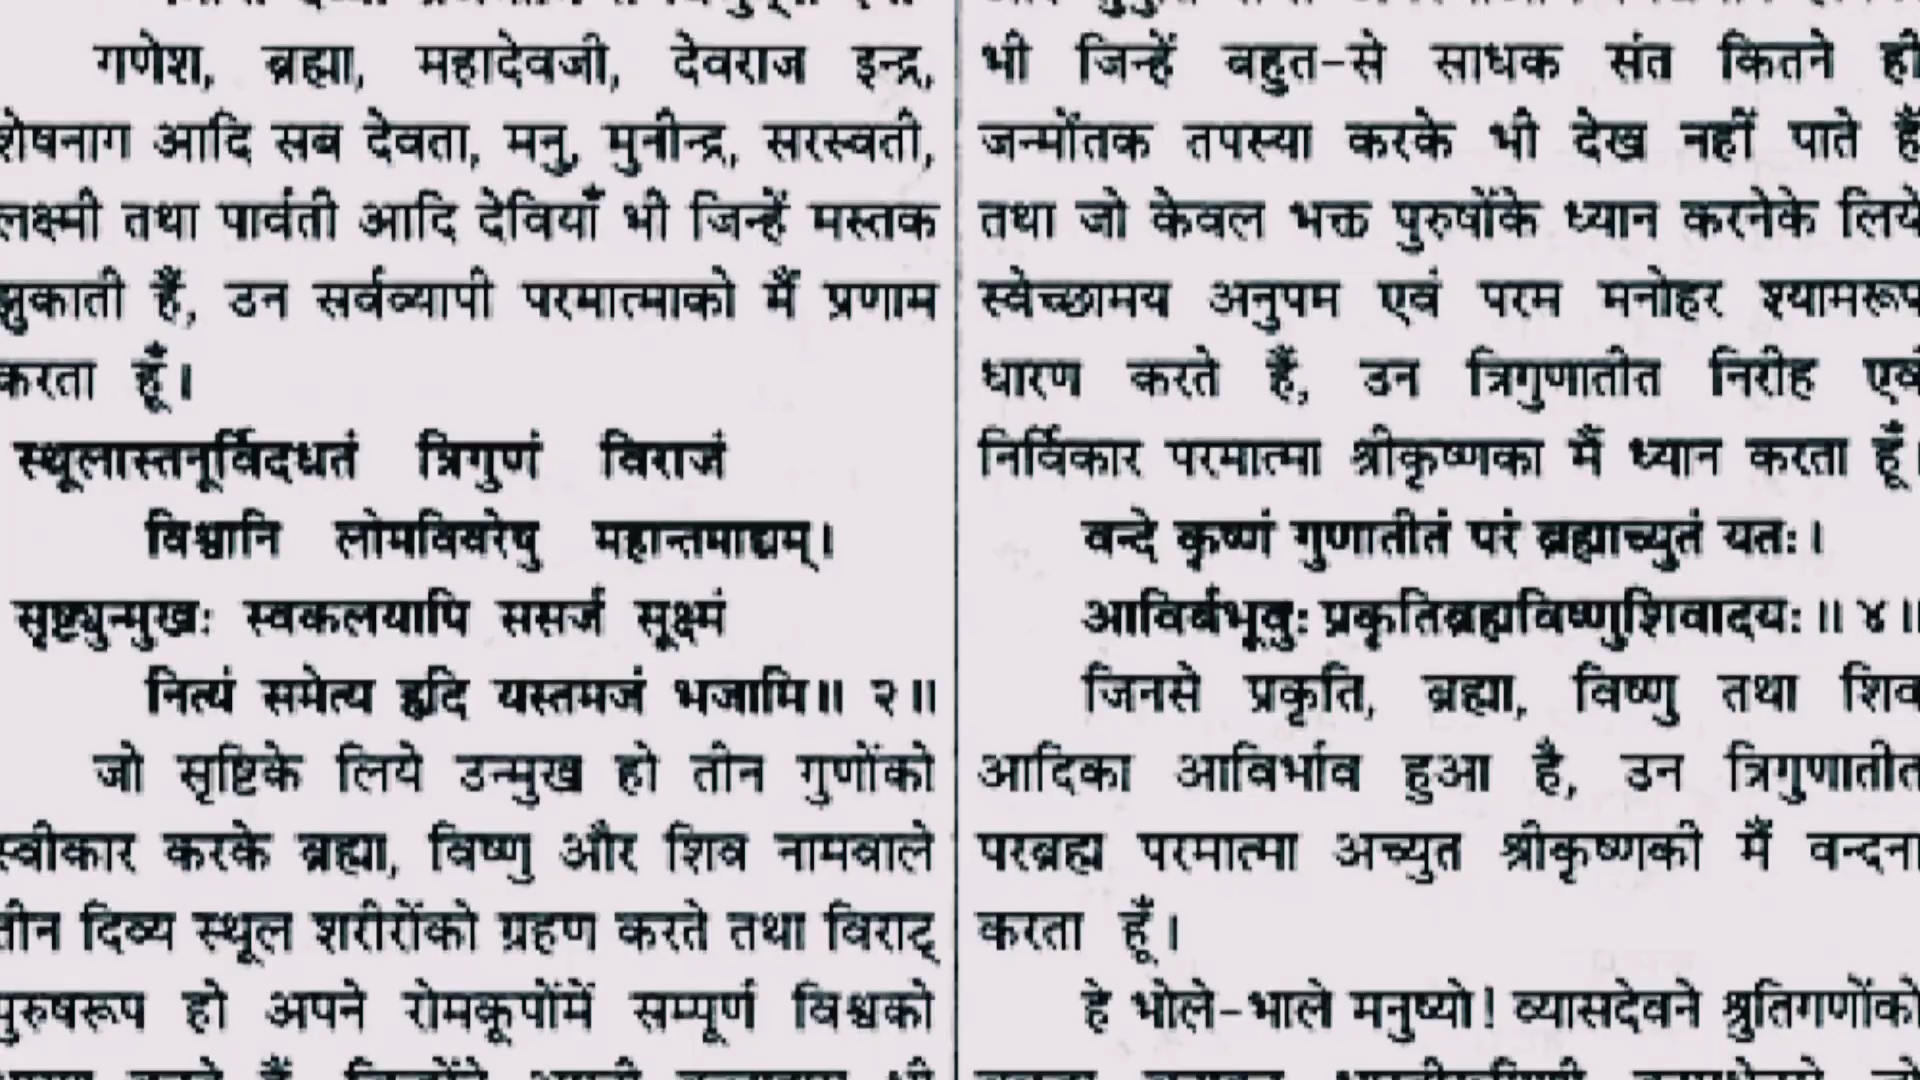 गणेश, ब्रह्मा, महादेवजी, देवराज इन्द्र,
शेषनाग आदि सब देवता, मनु, मुनीन्द्र, सरस्वती,
लक्ष्मी तथा पार्वती आदि देवियाँ भी जिन्हें मस्तक
झुकाती हैं, उन सर्वव्यापी परमात्माको मैं प्रणाम
करता हूँ।
स्थूलास्तनूर्विदधतं त्रिगुणं विराजं
विश्वानि लोमविवरेषु महान्तमाद्यम्।
सृष्ट्युन्मुखः स्वकलयापि ससर्ज सूक्ष्मं
नित्यं समेत्य हृदि यस्तमजं भजामि॥ २॥
जो सृष्टिके लिये उन्मुख हो तीन गुणोंको
स्वीकार करके ब्रह्मा, विष्णु और शिव नामवाले
तीन दिव्य स्थूल शरीरोंको ग्रहण करते तथा विराट्
पुरुषरूप हो अपने रोमकूपोंमें सम्पूर्ण विश्वको
भी जिन्हें बहुत-से साधक संत कितने ही
जन्मोंतक तपस्या करके भी देख नहीं पाते हैं
तथा जो केवल भक्त पुरुषोंके ध्यान करनेके लिये
स्वेच्छामय अनुपम एवं परम मनोहर श्यामरूप
धारण करते हैं, उन त्रिगुणातीत निरीह एवं
निर्विकार परमात्मा श्रीकृष्णका मैं ध्यान करता हूँ।
वन्दे कृष्णं गुणातीतं परं ब्रह्माच्युतं यतः।
आविर्बभूवुः प्रकृतिब्रह्मविष्णुशिवादयः॥ ४॥
जिनसे प्रकृति, ब्रह्मा, विष्णु तथा शिव
आदिका आविर्भाव हुआ है, उन त्रिगुणातीत
परब्रह्म परमात्मा अच्युत श्रीकृष्णकी मैं वन्दना
करता हूँ।
हे भोले-भाले मनुष्यो! व्यासदेवने श्रुतिगणोंको